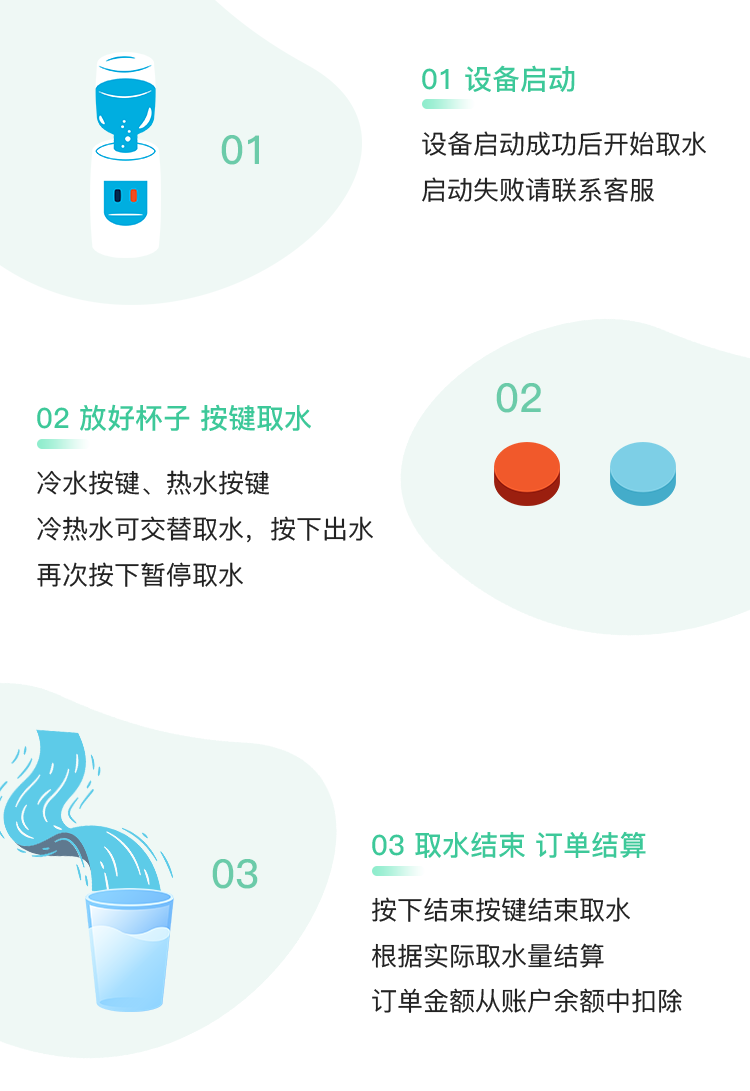 01
01 设备启动
设备启动成功后开始取水
启动失败请联系客服
02
02 放好杯子 按键取水
冷水按键、热水按键
冷热水可交替取水，按下出水
再次按下暂停取水
03
03 取水结束 订单结算
按下结束按键结束取水
根据实际取水量结算
订单金额从账户余额中扣除